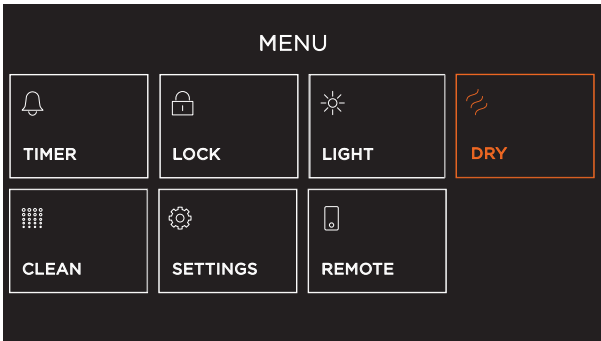 MENU
TIMER
LOCK
LIGHT
DRY
CLEAN
SETTINGS
REMOTE